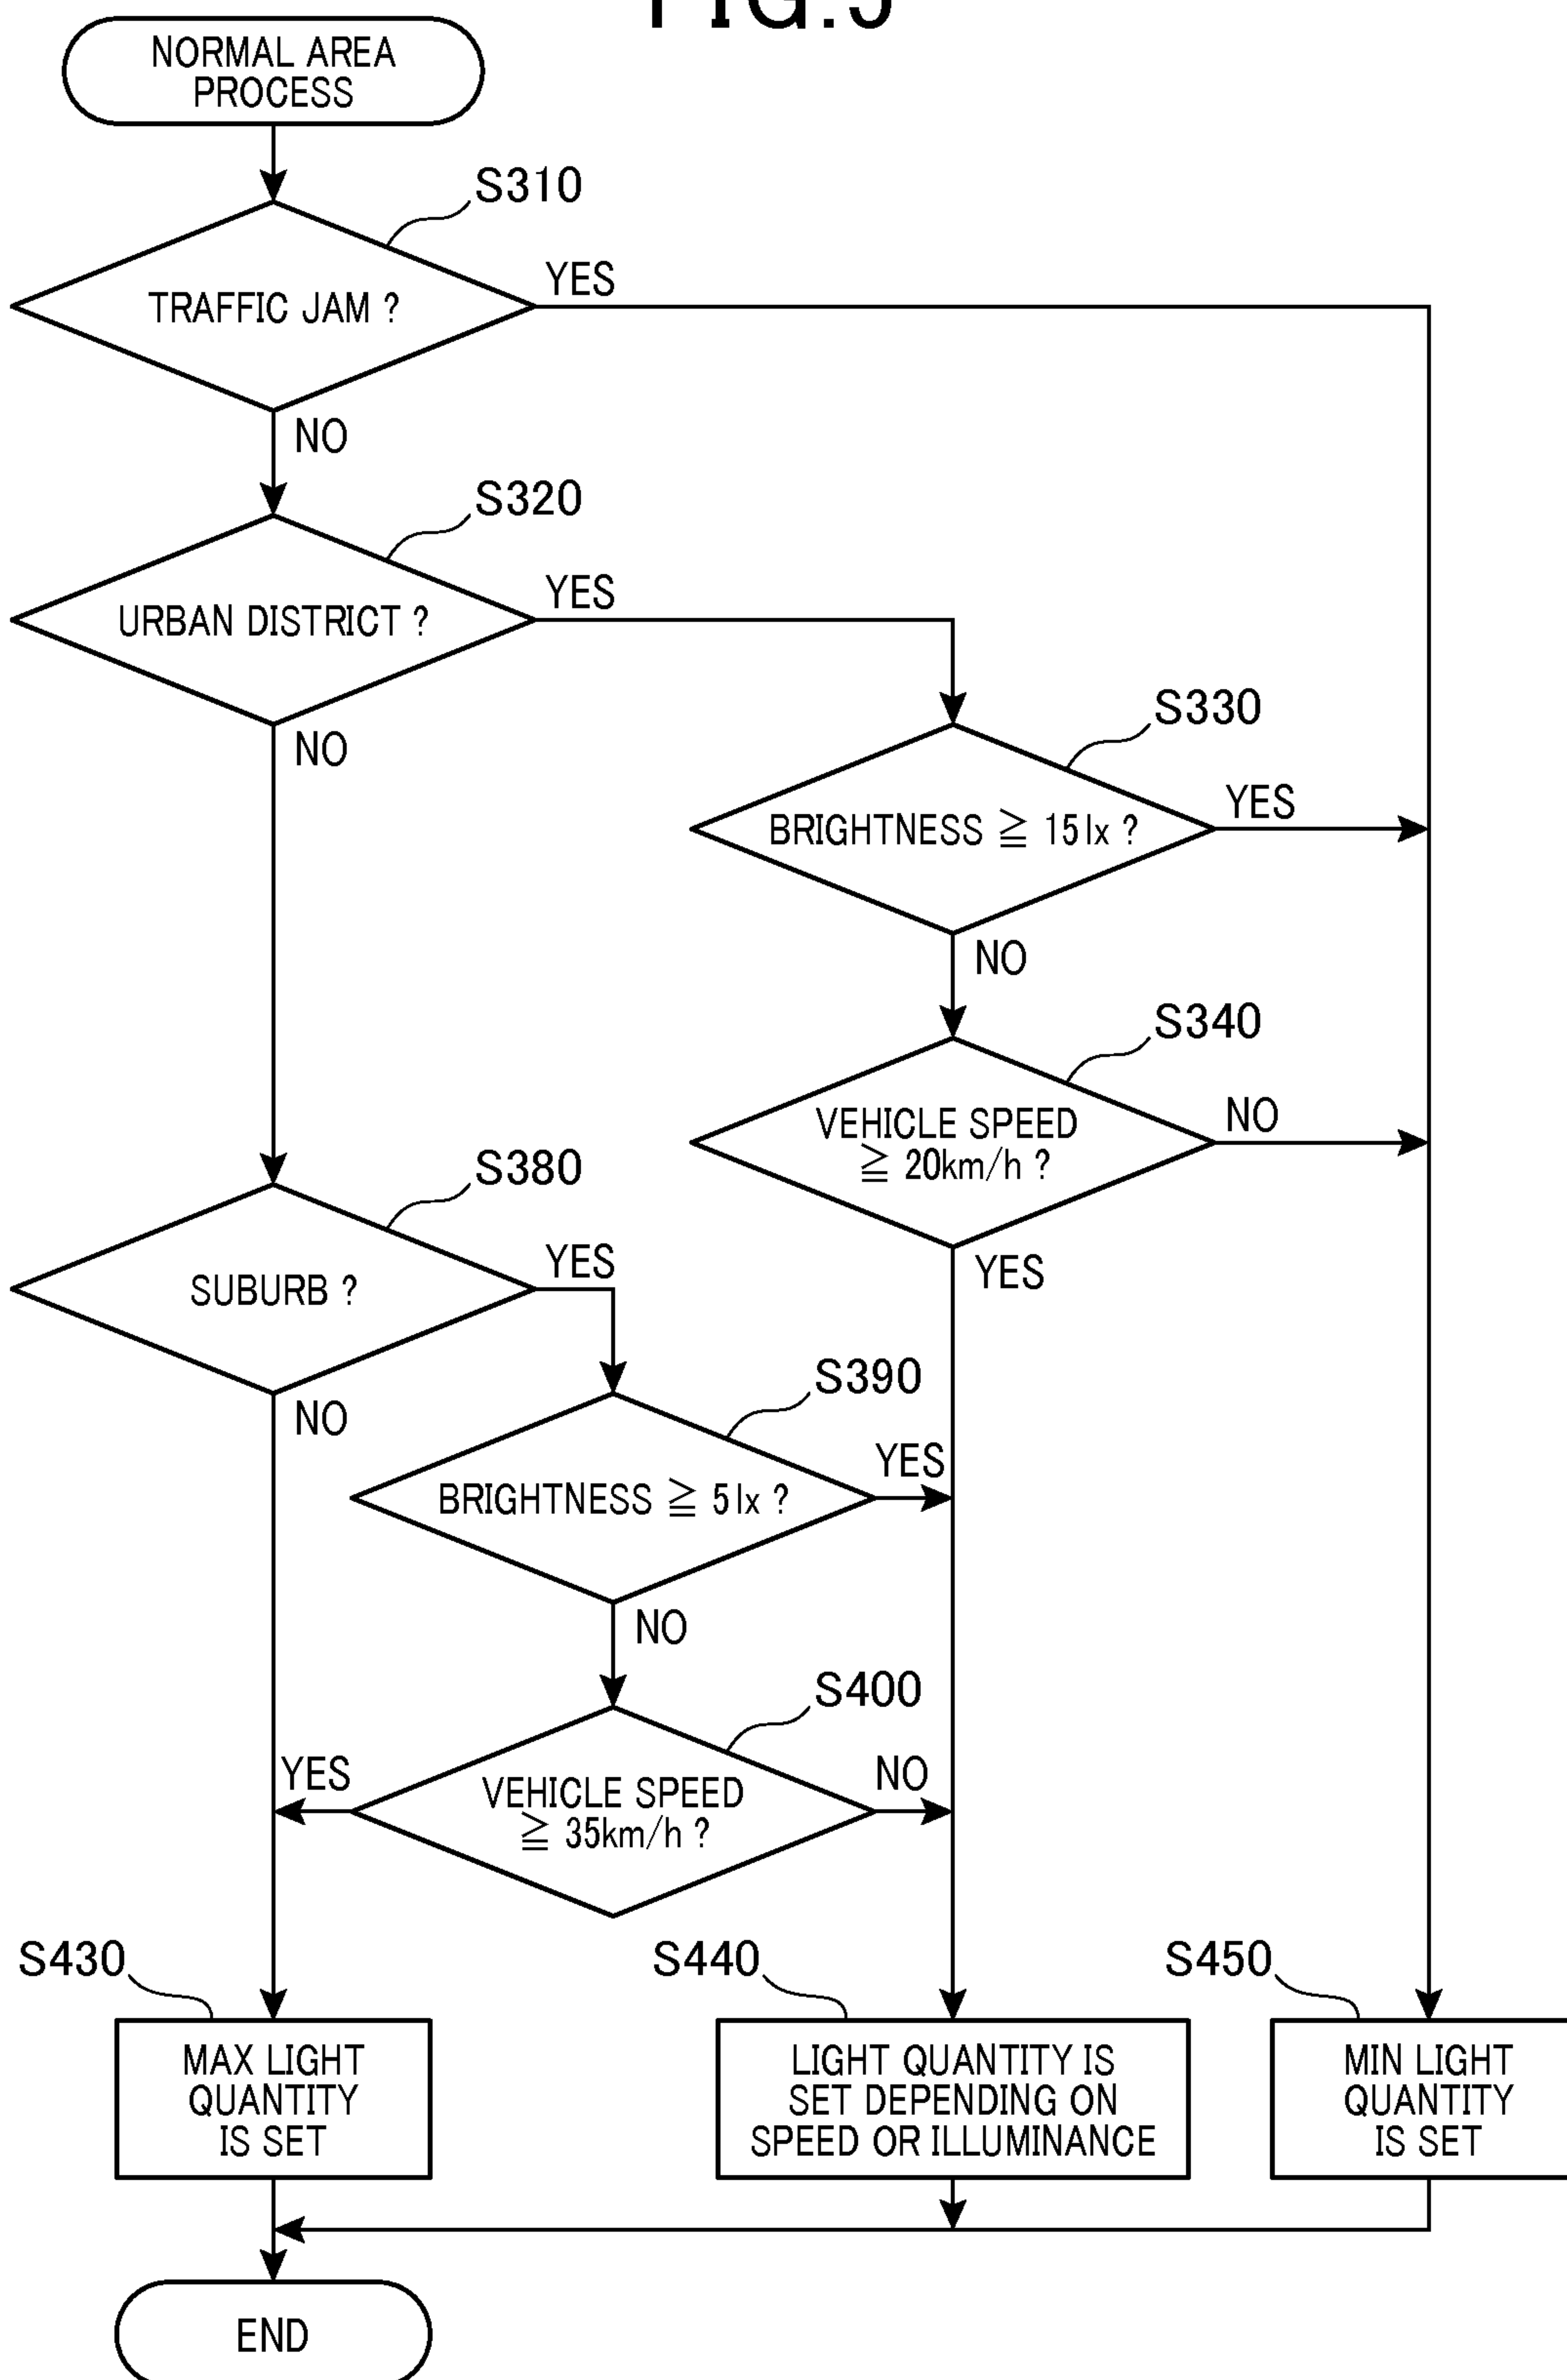 FIG.5
NORMAL AREA
PROCESS
S310
TRAFFIC JAM ?
YES
NO
S320
URBAN DISTRICT ?
YES
NO
S330
BRIGHTNESS ≧ 15lx ?
YES
NO
S340
VEHICLE SPEED
≧ 20km/h ?
NO
YES
S380
SUBURB ?
YES
NO
S390
BRIGHTNESS ≧ 5lx ?
YES
NO
S400
VEHICLE SPEED
≧ 35km/h ?
YES
NO
S430
MAX LIGHT
QUANTITY
IS SET
S440
LIGHT QUANTITY IS
SET DEPENDING ON
SPEED OR ILLUMINANCE
S450
MIN LIGHT
QUANTITY
IS SET
END